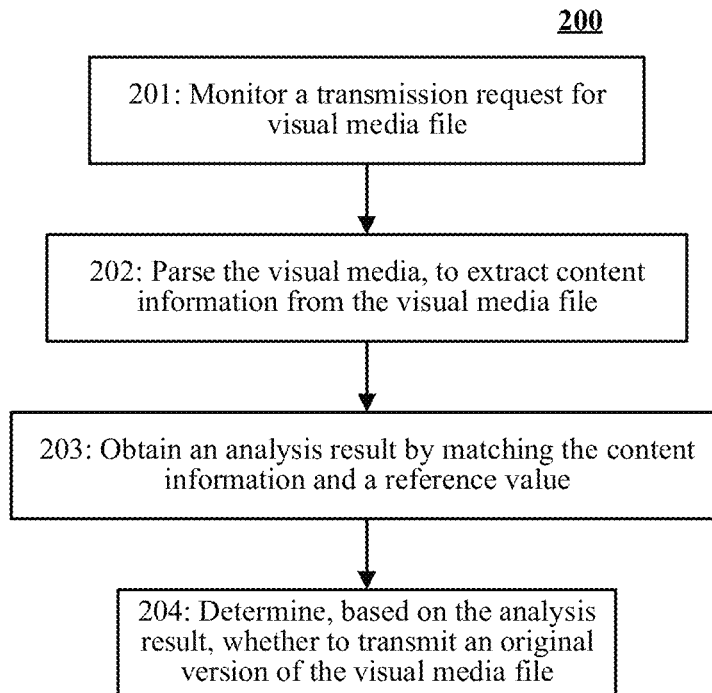 200
201: Monitor a transmission request for
visual media file
202: Parse the visual media, to extract content
information from the visual media file
203: Obtain an analysis result by matching the content
information and a reference value
204: Determine, based on the analysis
result, whether to transmit an original
version of the visual media file